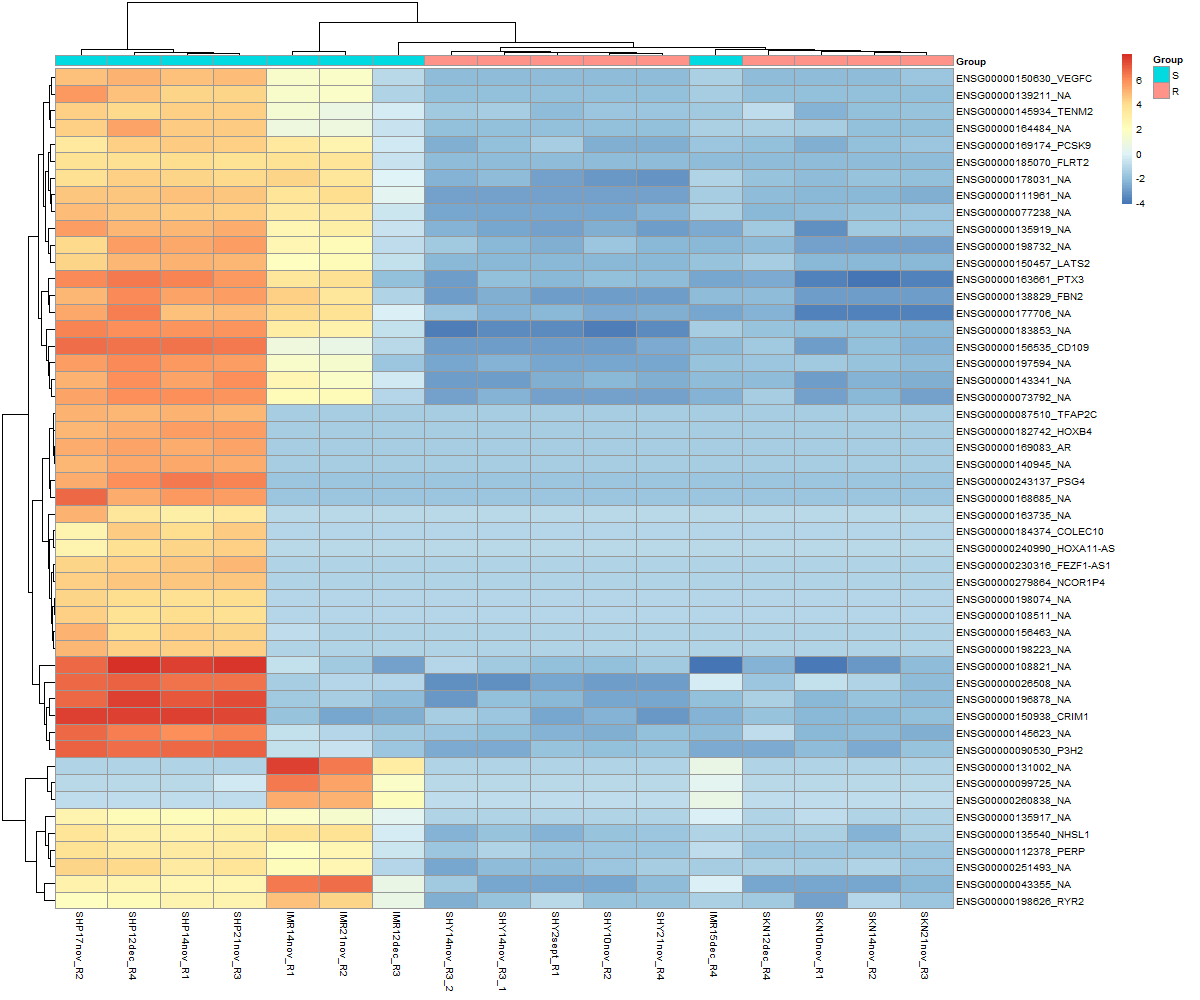 Group
ENSG00000150630_VEGFC
ENSG00000139211_NA
ENSG00000145934_TENM2
ENSG00000164484_NA
ENSG00000169174_PCSK9
ENSG00000185070_FLRT2
ENSG00000178031_NA
ENSG00000111961_NA
ENSG00000077238_NA
ENSG00000135919_NA
ENSG00000198732_NA
ENSG00000150457_LATS2
ENSG00000163661_PTX3
ENSG00000138829_FBN2
ENSG00000177706_NA
ENSG00000183853_NA
ENSG00000156535_CD109
ENSG00000197594_NA
ENSG00000143341_NA
ENSG00000073792_NA
ENSG00000087510_TFAP2C
ENSG00000182742_HOXB4
ENSG00000169083_AR
ENSG00000140945_NA
ENSG00000243137_PSG4
ENSG00000168685_NA
ENSG00000163735_NA
ENSG00000184374_COLEC10
ENSG00000240990_HOXA11-AS
ENSG00000230316_FEZF1-AS1
ENSG00000279864_NCOR1P4
ENSG00000198074_NA
ENSG00000108511_NA
ENSG00000156463_NA
ENSG00000198223_NA
ENSG00000108821_NA
ENSG00000026508_NA
ENSG00000196878_NA
ENSG00000150938_CRIM1
ENSG00000145623_NA
ENSG00000090530_P3H2
ENSG00000131002_NA
ENSG00000099725_NA
ENSG00000260838_NA
ENSG00000135917_NA
ENSG00000135540_NHSL1
ENSG00000112378_PERP
ENSG00000251493_NA
ENSG00000043355_NA
ENSG00000198626_RYR2
SHP17nov_R2
SHP12dec_R4
SHP14nov_R1
SHP21nov_R3
IMR14nov_R1
IMR21nov_R2
IMR12dec_R3
SHY14nov_R3_2
SHY14nov_R3_1
SHY2sept_R1
SHY10nov_R2
SHY21nov_R4
IMR15dec_R4
SKN12dec_R4
SKN10nov_R1
SKN14nov_R2
SKN21nov_R3
6
4
2
0
-2
-4
Group
S
R